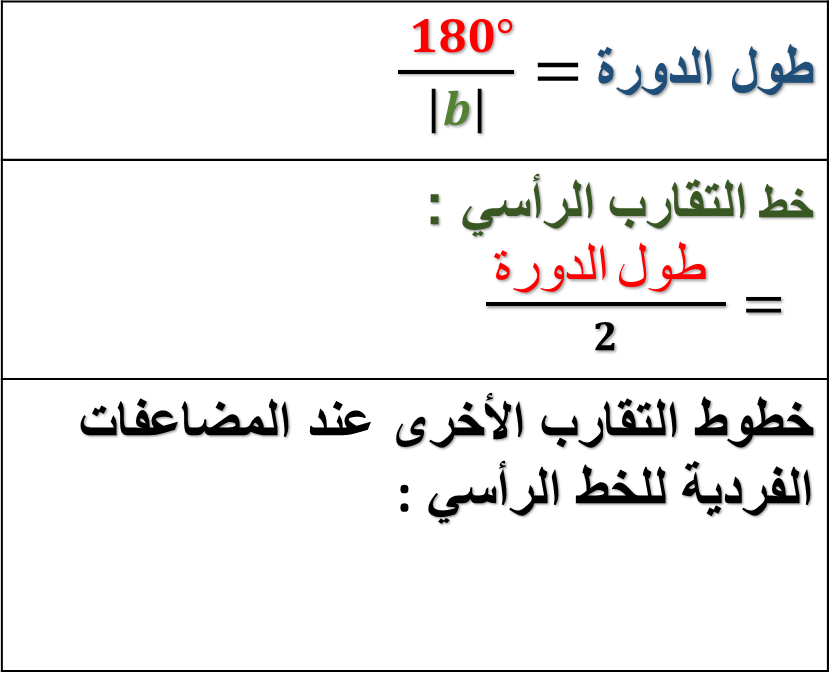 طول الدورة = 180° / |b|
خط التقارب الرأسي :
= طول الدورة / 2
خطوط التقارب الأخرى عند المضاعفات
الفردية للخط الرأسي :